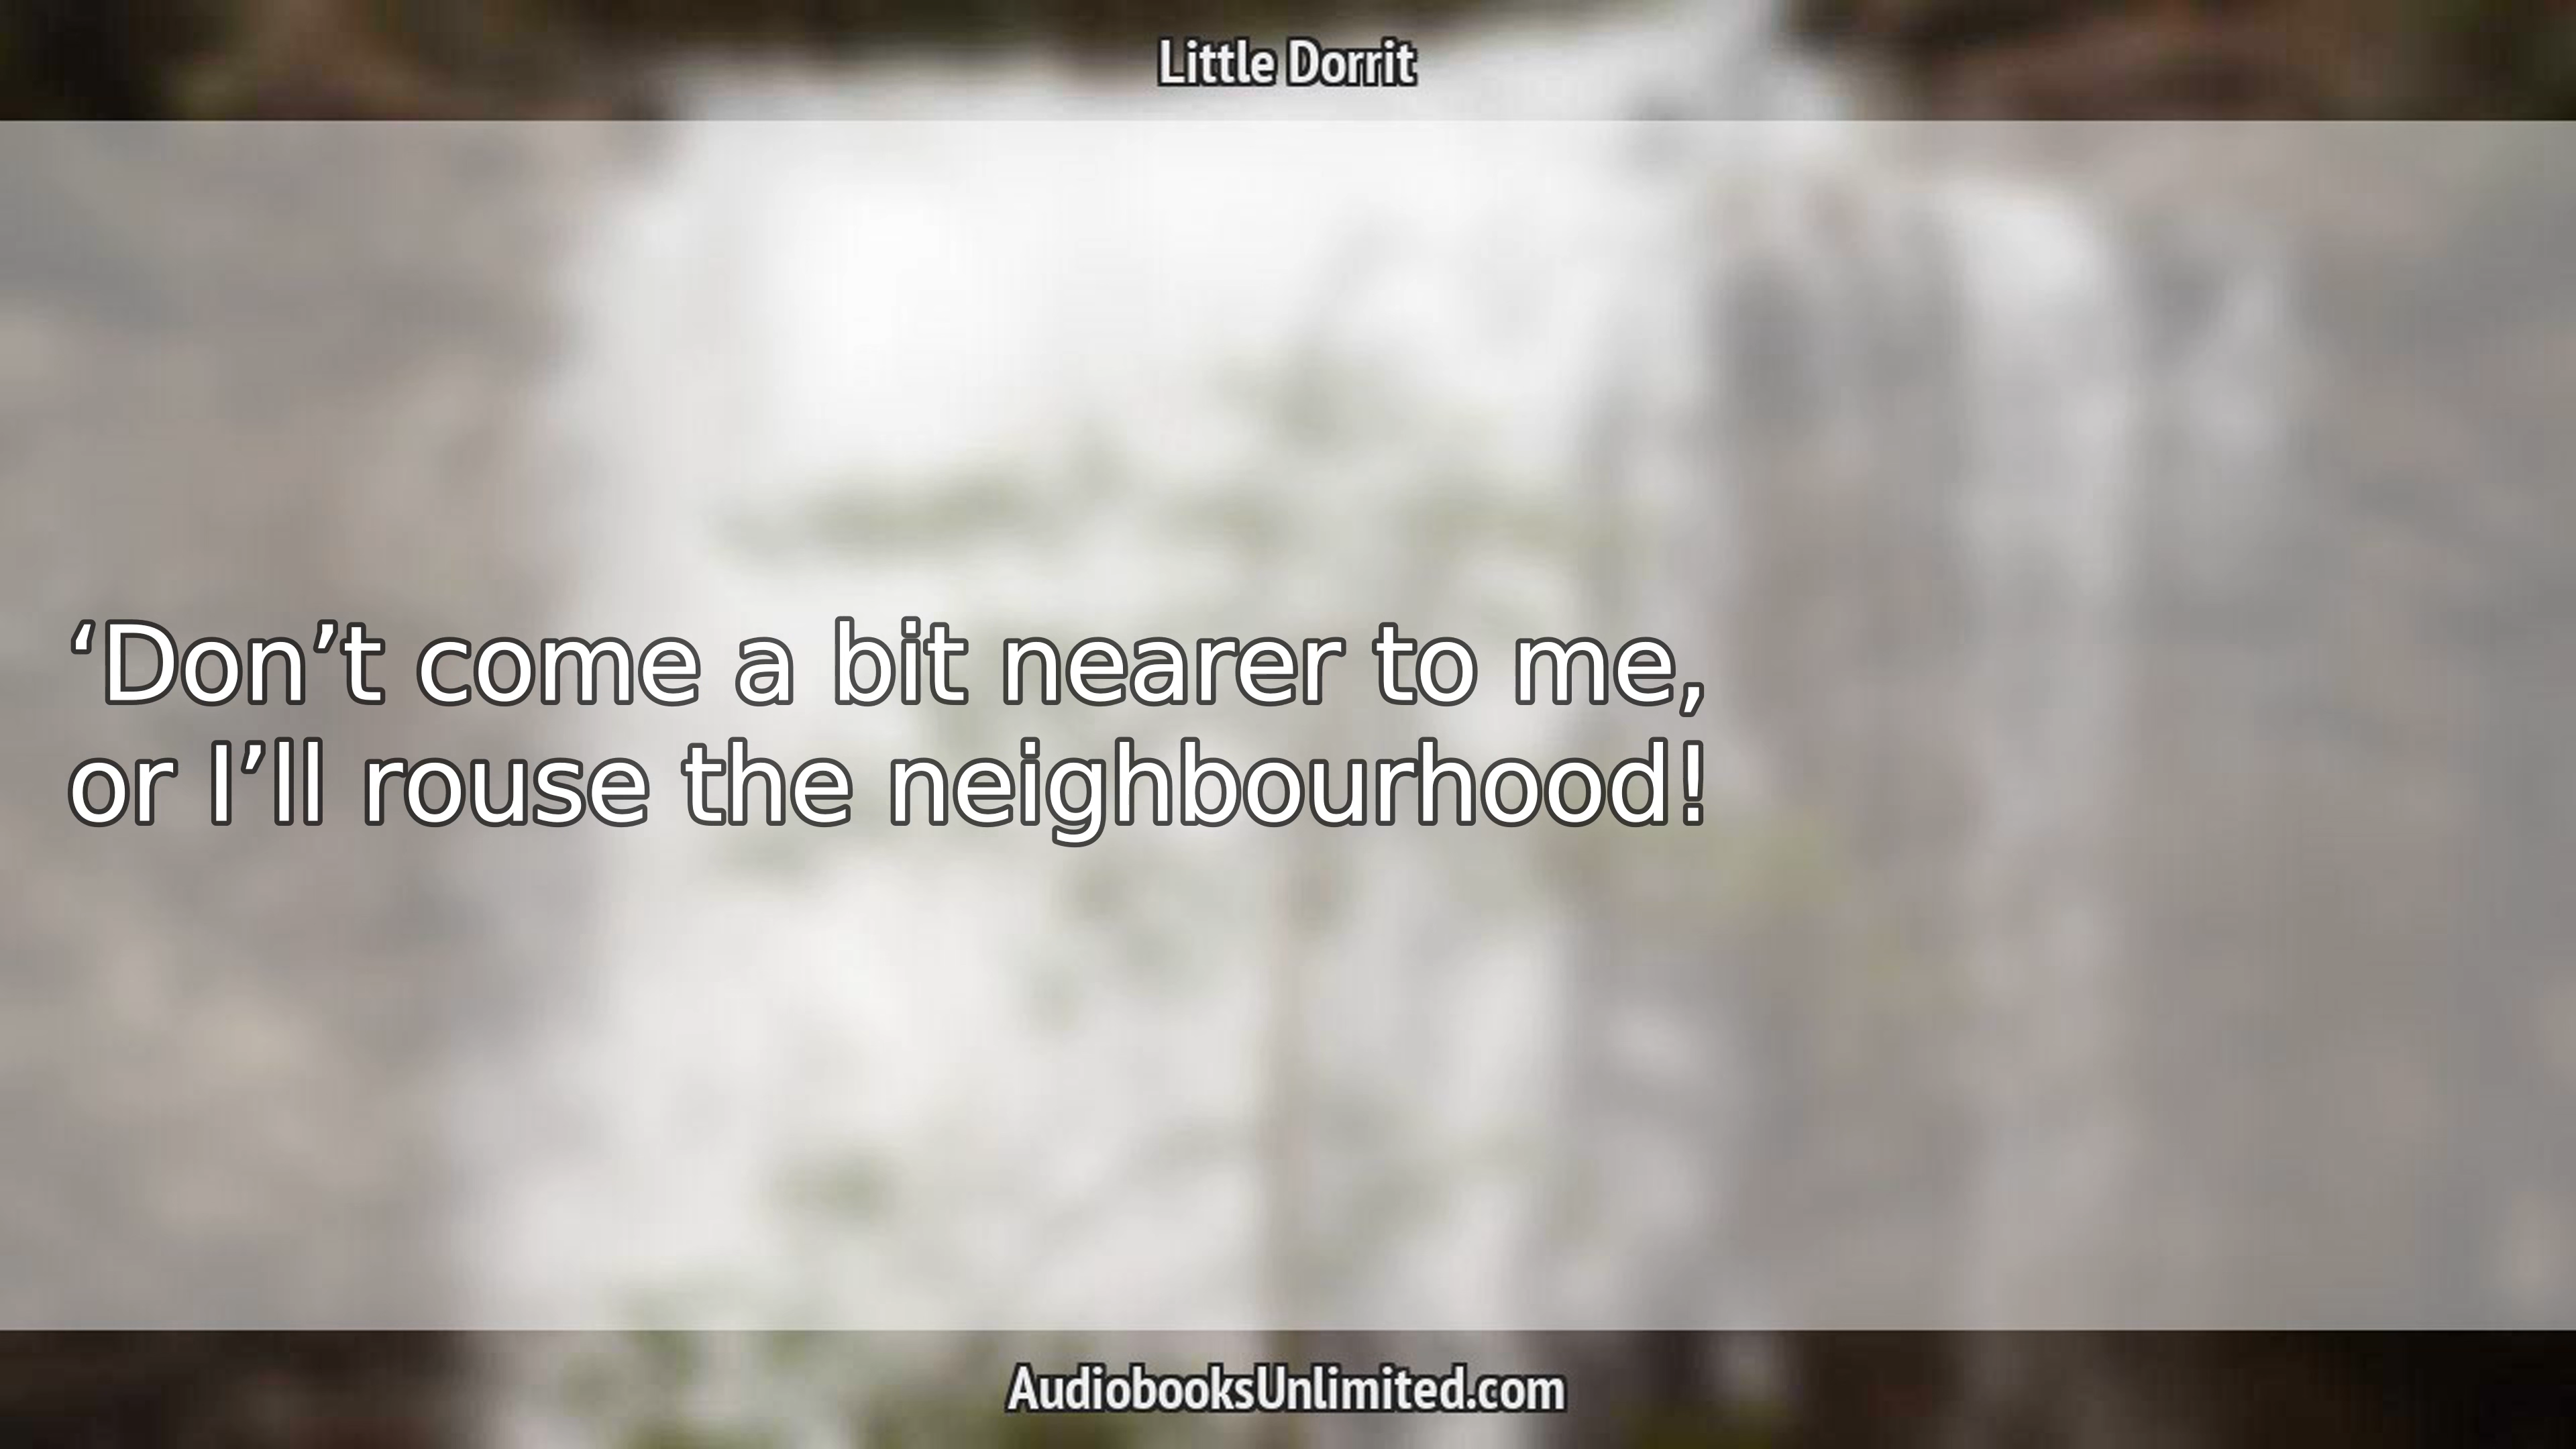 Little Dorrit
‘Don’t come a bit nearer to me,
or I’ll rouse the neighbourhood!
AudiobooksUnlimited.com